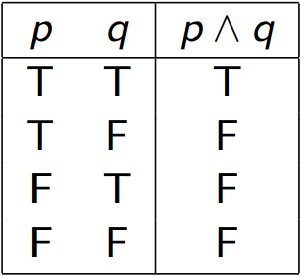 p q p ∧ q
T T T
T F F
F T F
F F F